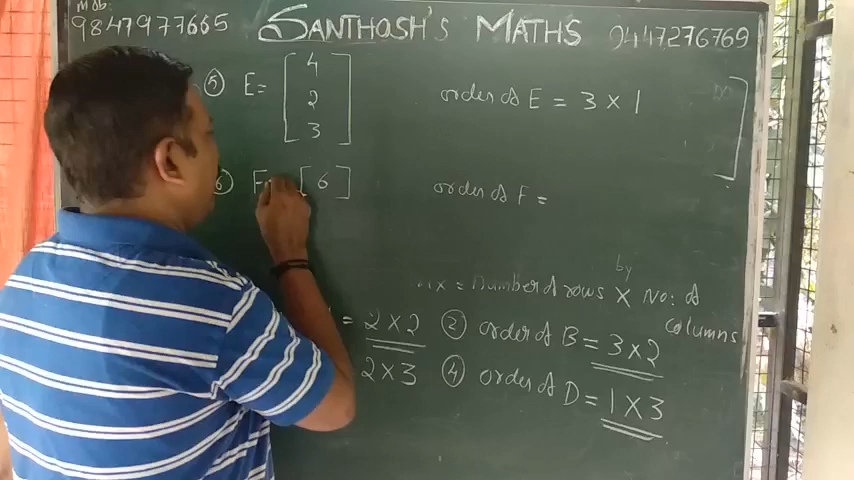 Mob:
9847977665 SANTHOSH'S MATHS 9447276769
5 E= [ 4 2 3 ] order of E = 3 × 1
6 F= [ 6 ] order of F =
= Number of rows by × No: of columns
= 2×2 2 order of B = 3×2
2×3 4 order of D = 1×3